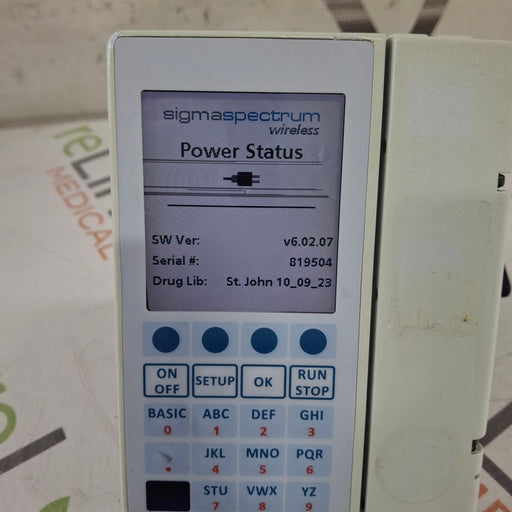 sigmaspectrum
wireless
Power Status
SW Ver: v6.02.07
Serial #: 819504
Drug Lib: St. John 10_09_23
ON OFF
SETUP
OK
RUN STOP
BASIC 0
ABC 1
DEF 2
GHI 3
.
JKL 4
MNO 5
PQR 6
STU 7
VWX 8
YZ 9
MEDICAL